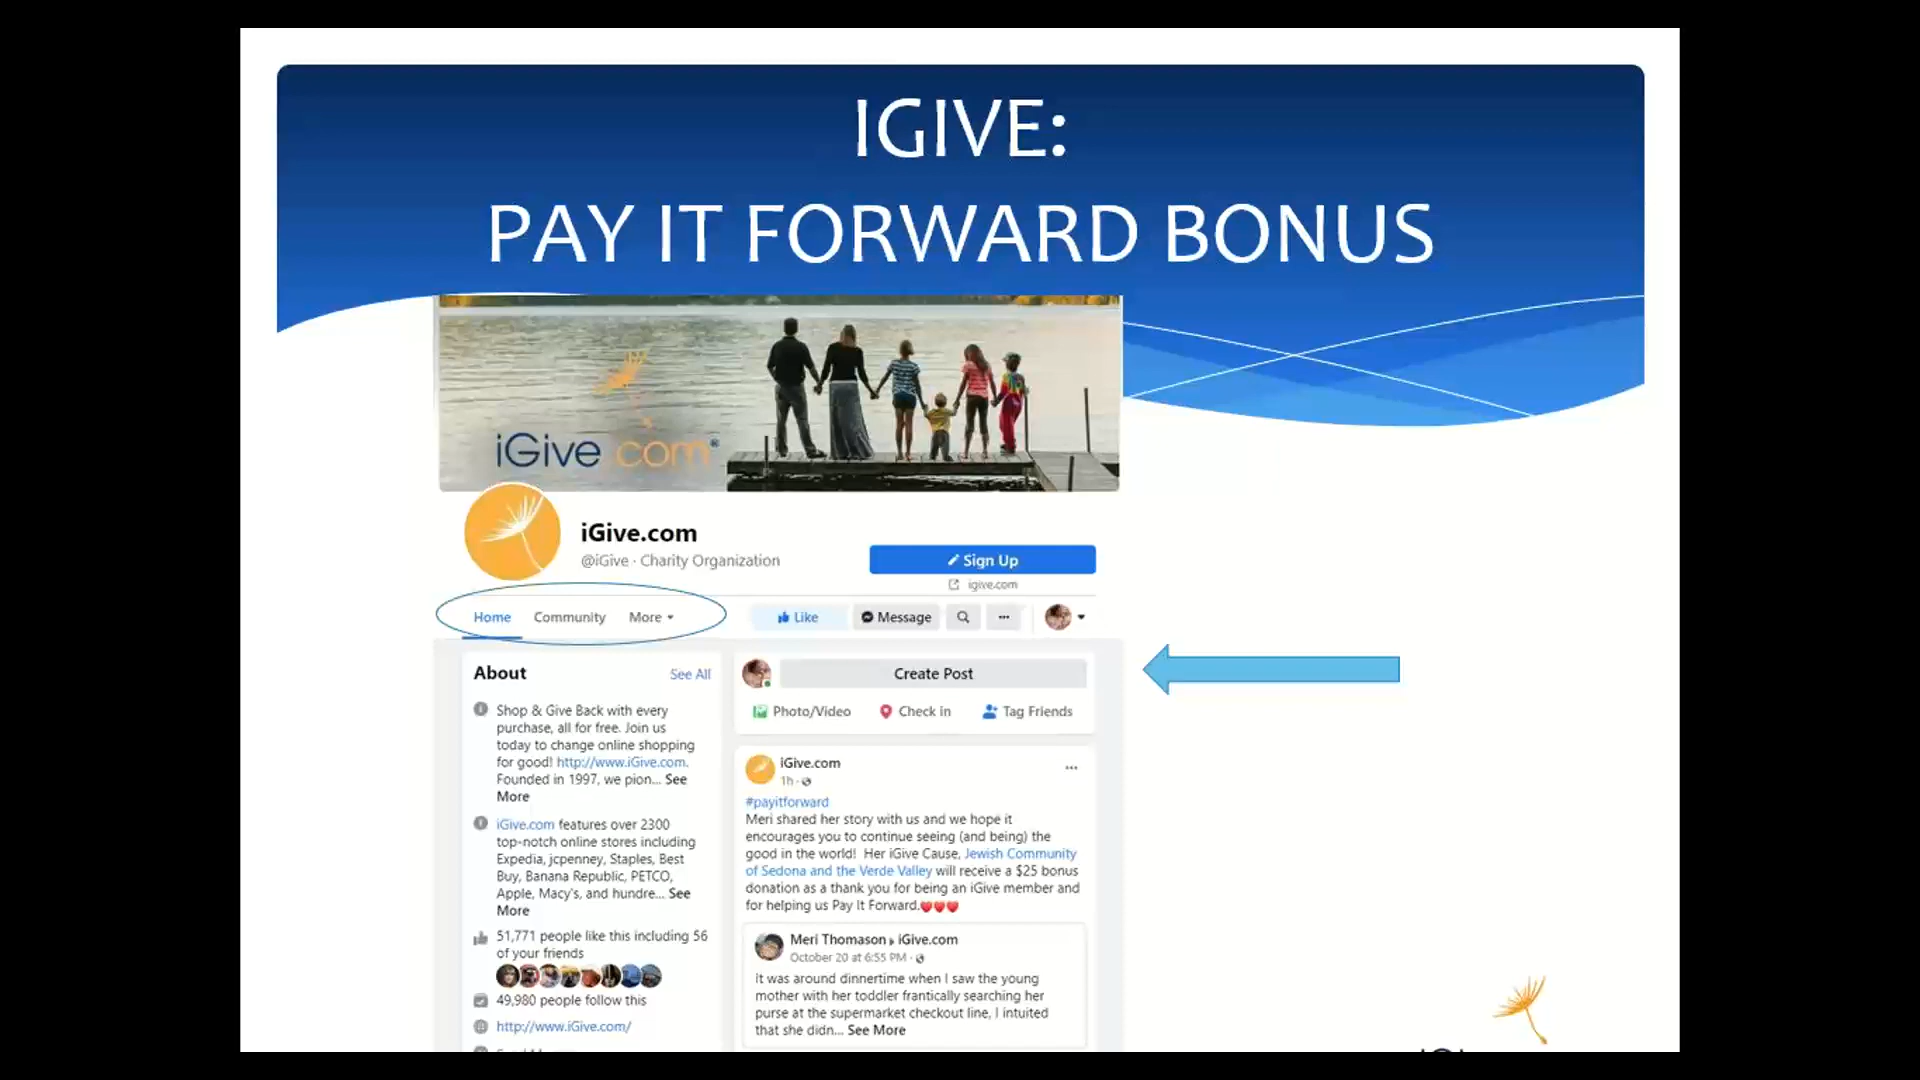 IGIVE:
PAY IT FORWARD BONUS
iGive.com®
iGive.com
@iGive · Charity Organization
Sign Up
igive.com
Home Community More
Like Message ...
About See All
Shop & Give Back with every
purchase, all for free. Join us
today to change online shopping
for good! http://www.iGive.com.
Founded in 1997, we pion... See
More
iGive.com features over 2300
top-notch online stores including
Expedia, jcpenney, Staples, Best
Buy, Banana Republic, PETCO,
Apple, Macy's, and hundre... See
More
51,771 people like this including 56
of your friends
49,980 people follow this
http://www.iGive.com/
Create Post
Photo/Video Check in Tag Friends
iGive.com
1h ·
...
#payitforward
Meri shared her story with us and we hope it
encourages you to continue seeing (and being) the
good in the world! Her iGive Cause, Jewish Community
of Sedona and the Verde Valley will receive a $25 bonus
donation as a thank you for being an iGive member and
for helping us Pay It Forward.
Meri Thomason iGive.com
October 20 at 6:55 PM ·
It was around dinnertime when I saw the young
mother with her toddler frantically searching her
purse at the supermarket checkout line, I intuited
that she didn... See More